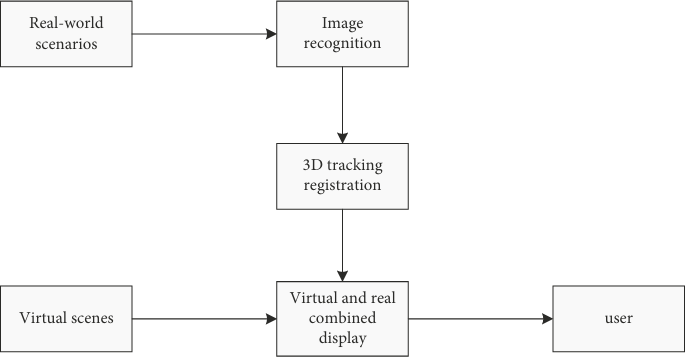 Real-world
scenarios
Image
recognition
3D tracking
registration
Virtual scenes
Virtual and real
combined
display
user